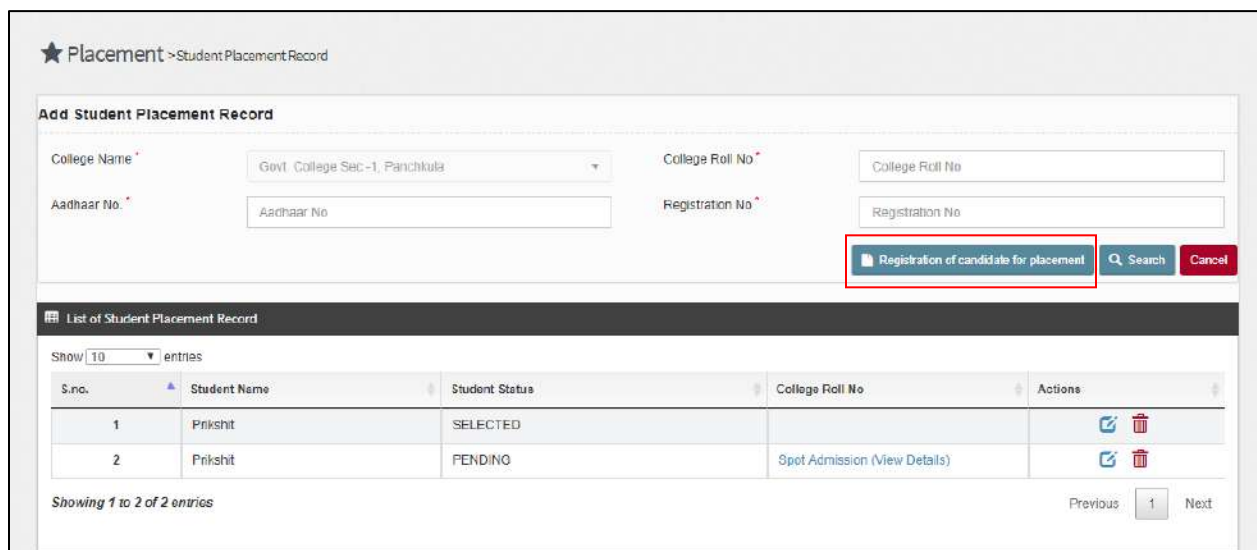 Placement >Student Placement Record
Add Student Placement Record
College Name * Govt. College Sec -1, Panchkula College Roll No * College Roll No
Aadhaar No. * Aadhaar No Registration No * Registration No
Registration of candidate for placement Search Cancel
List of Student Placement Record
Show 10 entries
S.no. Student Name Student Status College Roll No Actions
1 Prikshit SELECTED
2 Prikshit PENDING Spot Admission (View Details)
Showing 1 to 2 of 2 entries Previous 1 Next